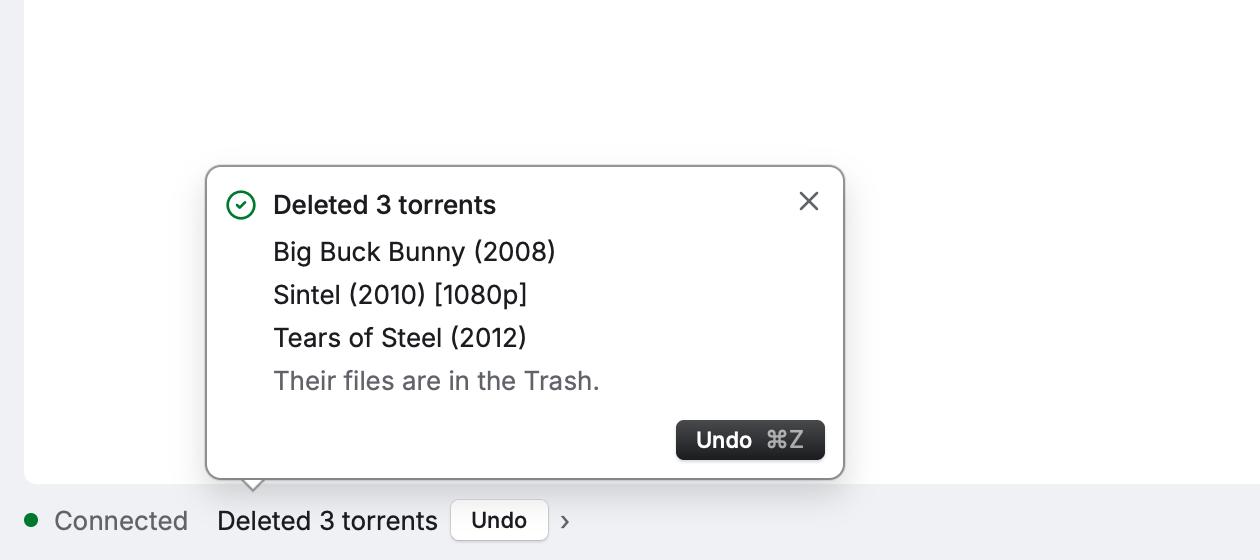 Deleted 3 torrents
Big Buck Bunny (2008)
Sintel (2010) [1080p]
Tears of Steel (2012)
Their files are in the Trash.
Undo ⌘Z
Connected Deleted 3 torrents Undo ›